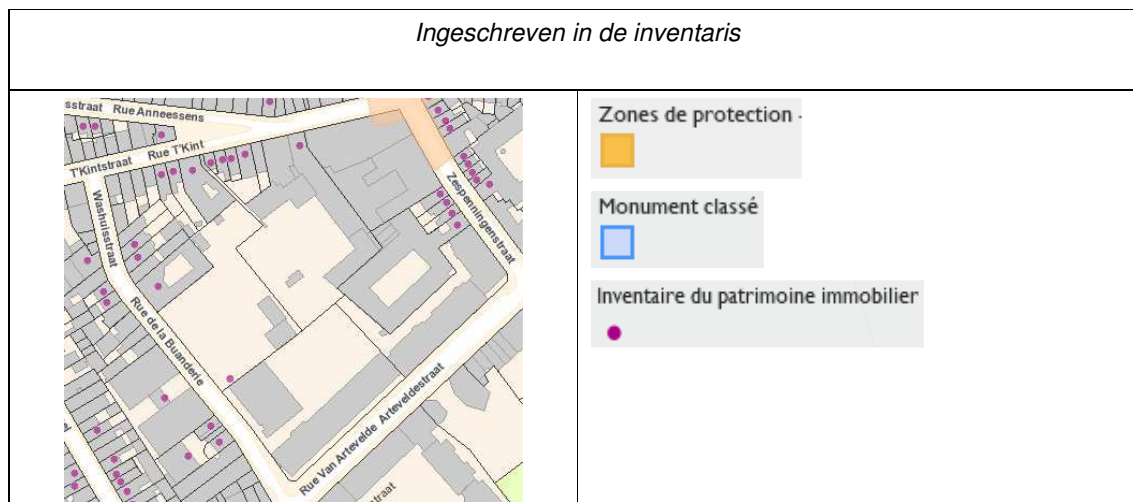 Ingeschreven in de inventaris
sstraat Rue Anneessens
T'Kintstraat Rue T'Kint
Washuisstraat
Rue de la Buanderie
Zespenningenstraat
Rue Van Artevelde Arteveldestraat
straat
el
Zones de protection -
Monument classé
Inventaire du patrimoine immobilier